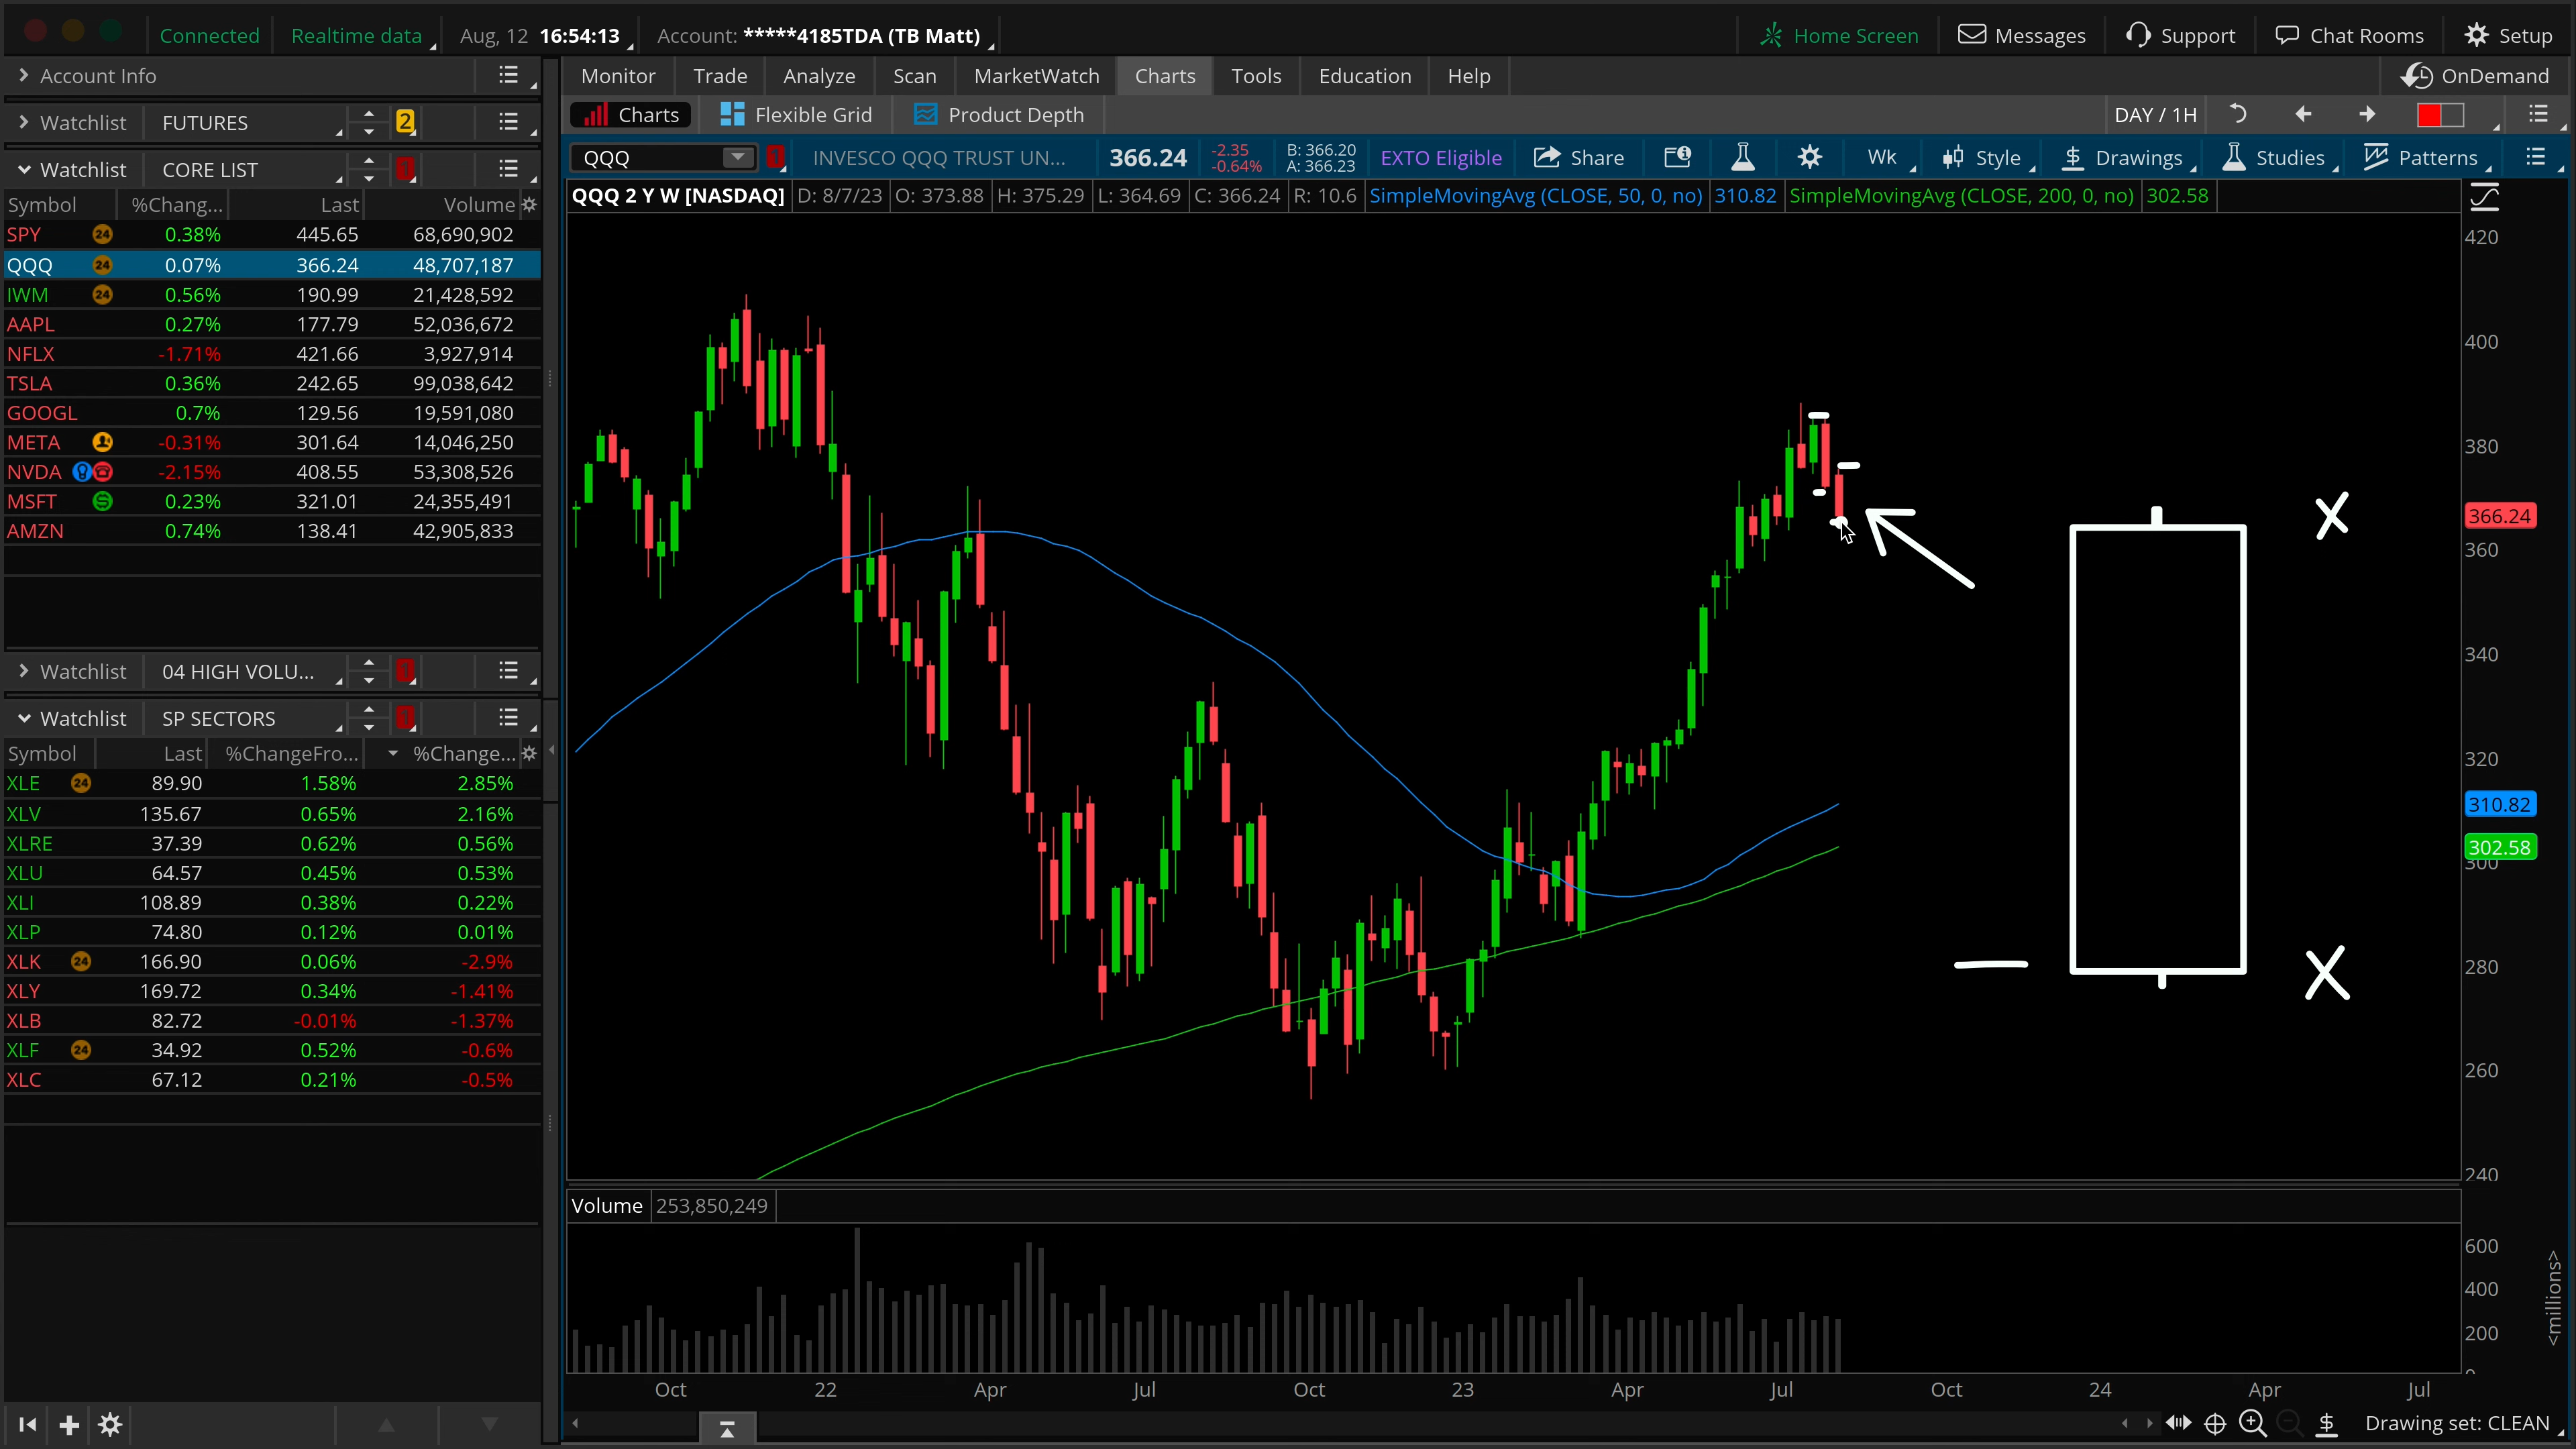 Connected Realtime data Aug, 12 16:54:13 Account: *****4185TDA (TB Matt) Home Screen Messages Support Chat Rooms Setup
Account Info
Monitor Trade Analyze Scan MarketWatch Charts Tools Education Help OnDemand
Watchlist FUTURES 2
Charts Flexible Grid Product Depth DAY / 1H
Watchlist CORE LIST 1
QQQ 1 INVESCO QQQ TRUST UN... 366.24 -2.35 -0.64% B: 366.20 A: 366.23 EXTO Eligible Share Wk Style Drawings Studies Patterns
QQQ 2 Y W [NASDAQ] D: 8/7/23 O: 373.88 H: 375.29 L: 364.69 C: 366.24 R: 10.6 SimpleMovingAvg (CLOSE, 50, 0, no) 310.82 SimpleMovingAvg (CLOSE, 200, 0, no) 302.58
Symbol %Chang... Last Volume
SPY 24 0.38% 445.65 68,690,902
QQQ 24 0.07% 366.24 48,707,187
IWM 24 0.56% 190.99 21,428,592
AAPL 0.27% 177.79 52,036,672
NFLX -1.71% 421.66 3,927,914
TSLA 0.36% 242.65 99,038,642
GOOGL 0.7% 129.56 19,591,080
META -0.31% 301.64 14,046,250
NVDA -2.15% 408.55 53,308,526
MSFT 0.23% 321.01 24,355,491
AMZN 0.74% 138.41 42,905,833
Watchlist 04 HIGH VOLU... 1
Watchlist SP SECTORS 1
Symbol Last %ChangeFro... %Change...
XLE 24 89.90 1.58% 2.85%
XLV 135.67 0.65% 2.16%
XLRE 37.39 0.62% 0.56%
XLU 64.57 0.45% 0.53%
XLI 108.89 0.38% 0.22%
XLP 74.80 0.12% 0.01%
XLK 24 166.90 0.06% -2.9%
XLY 169.72 0.34% -1.41%
XLB 82.72 -0.01% -1.37%
XLF 24 34.92 0.52% -0.6%
XLC 67.12 0.21% -0.5%
420
400
380
366.24
360
340
320
310.82
302.58
300
280
260
240
X
X
Volume 253,850,249
600
400
200
0
<millions>
Oct 22 Apr Jul Oct 23 Apr Jul Oct 24 Apr Jul
Drawing set: CLEAN